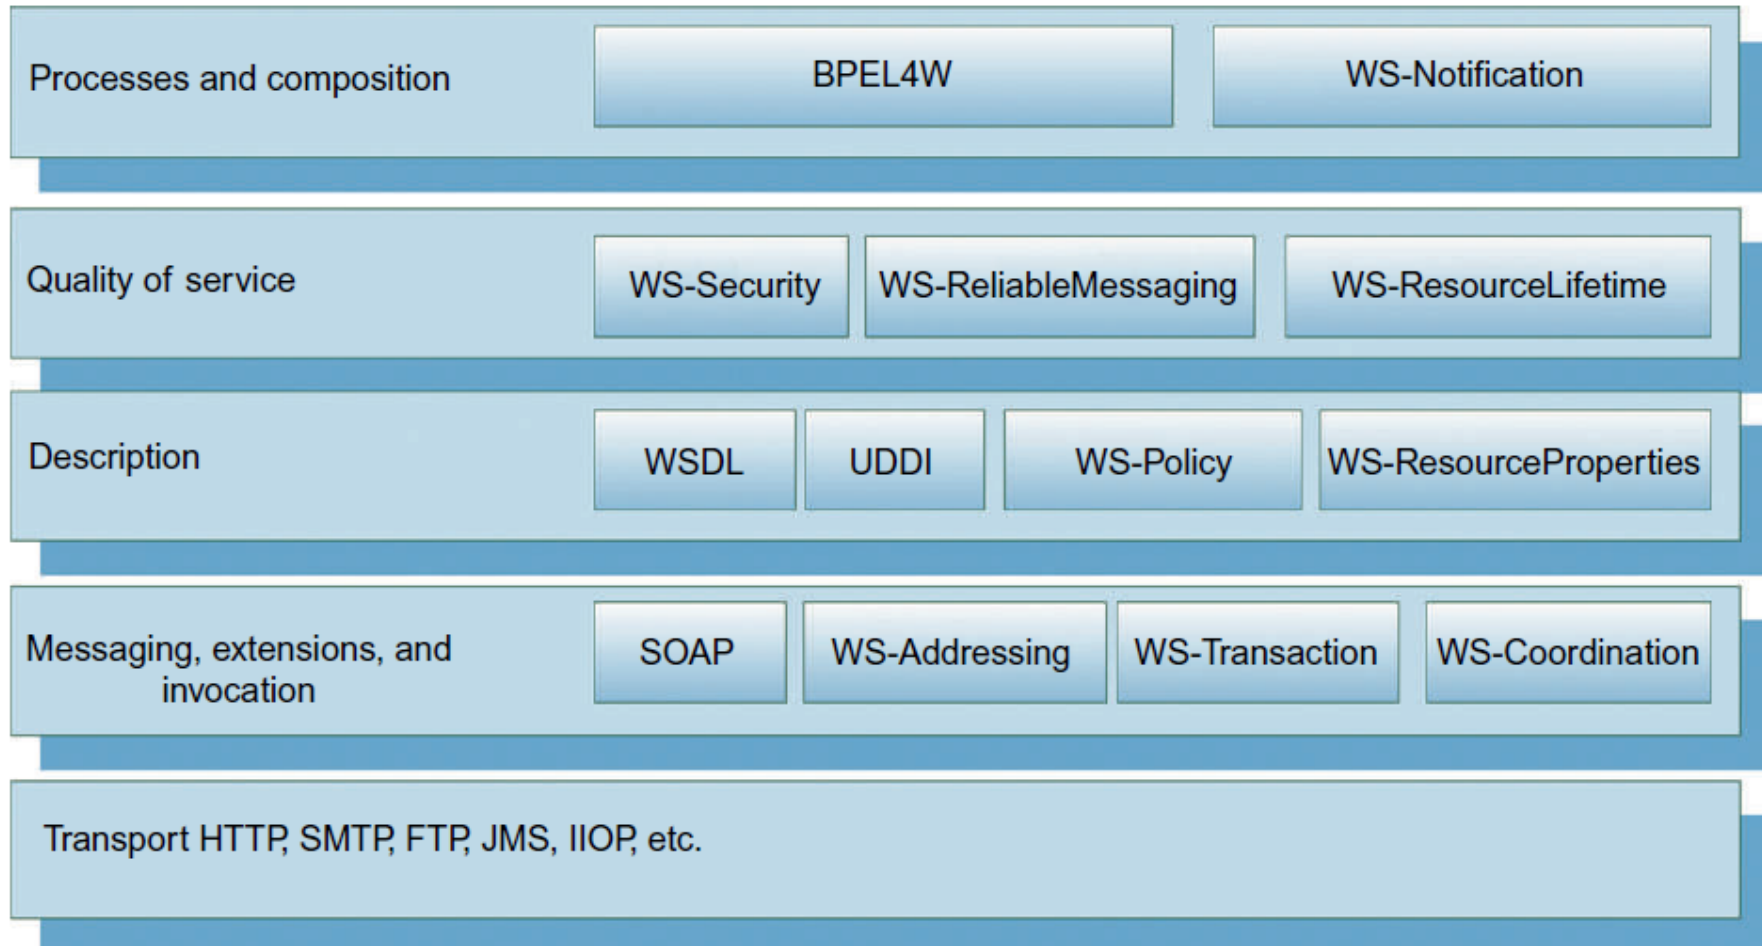 Processes and composition
BPEL4W
WS-Notification
Quality of service
WS-Security
WS-ReliableMessaging
WS-ResourceLifetime
Description
WSDL
UDDI
WS-Policy
WS-ResourceProperties
Messaging, extensions, and
invocation
SOAP
WS-Addressing
WS-Transaction
WS-Coordination
Transport HTTP, SMTP, FTP, JMS, IIOP, etc.